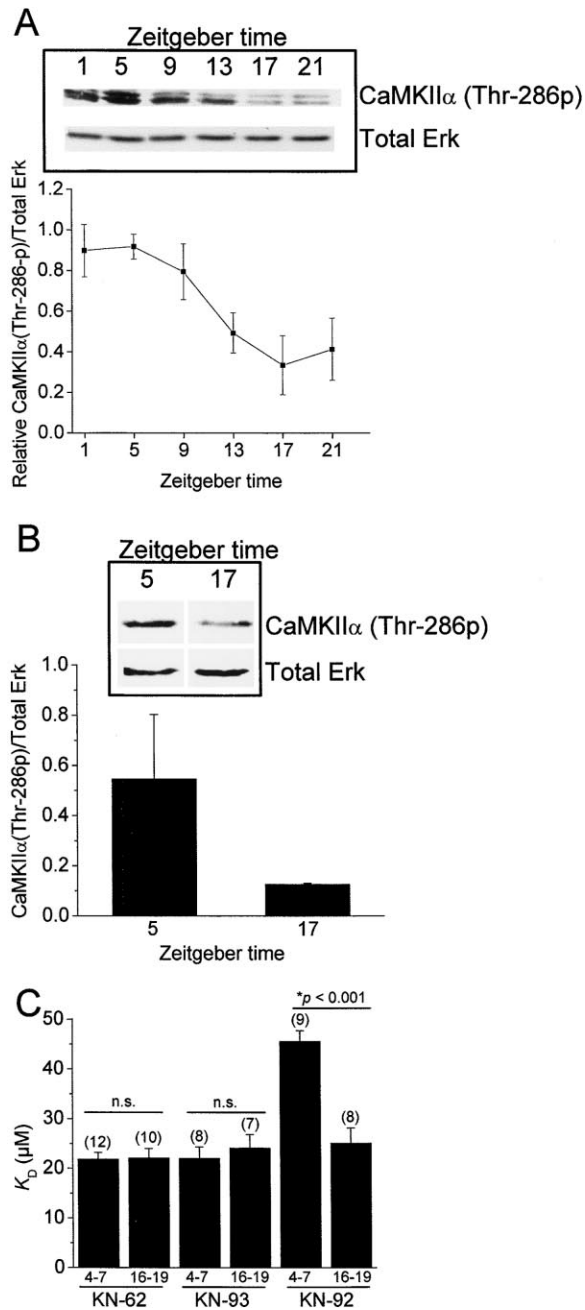 A
Zeitgeber time
1 5 9 13 17 21
CaMKIIα (Thr-286p)
Total Erk
Relative CaMKIIα(Thr-286-p)/Total Erk
1.2
1.0
0.8
0.6
0.4
0.2
0.0
1 5 9 13 17 21
Zeitgeber time
B
Zeitgeber time
5 17
CaMKIIα (Thr-286p)
Total Erk
CaMKIIα(Thr-286p)/Total Erk
1.0
0.8
0.6
0.4
0.2
0.0
5 17
Zeitgeber time
C
*p < 0.001
n.s. n.s.
(12) (10) (8) (7) (9) (8)
K_D (µM)
50
40
30
20
10
0
4-7 16-19 4-7 16-19 4-7 16-19
KN-62 KN-93 KN-92